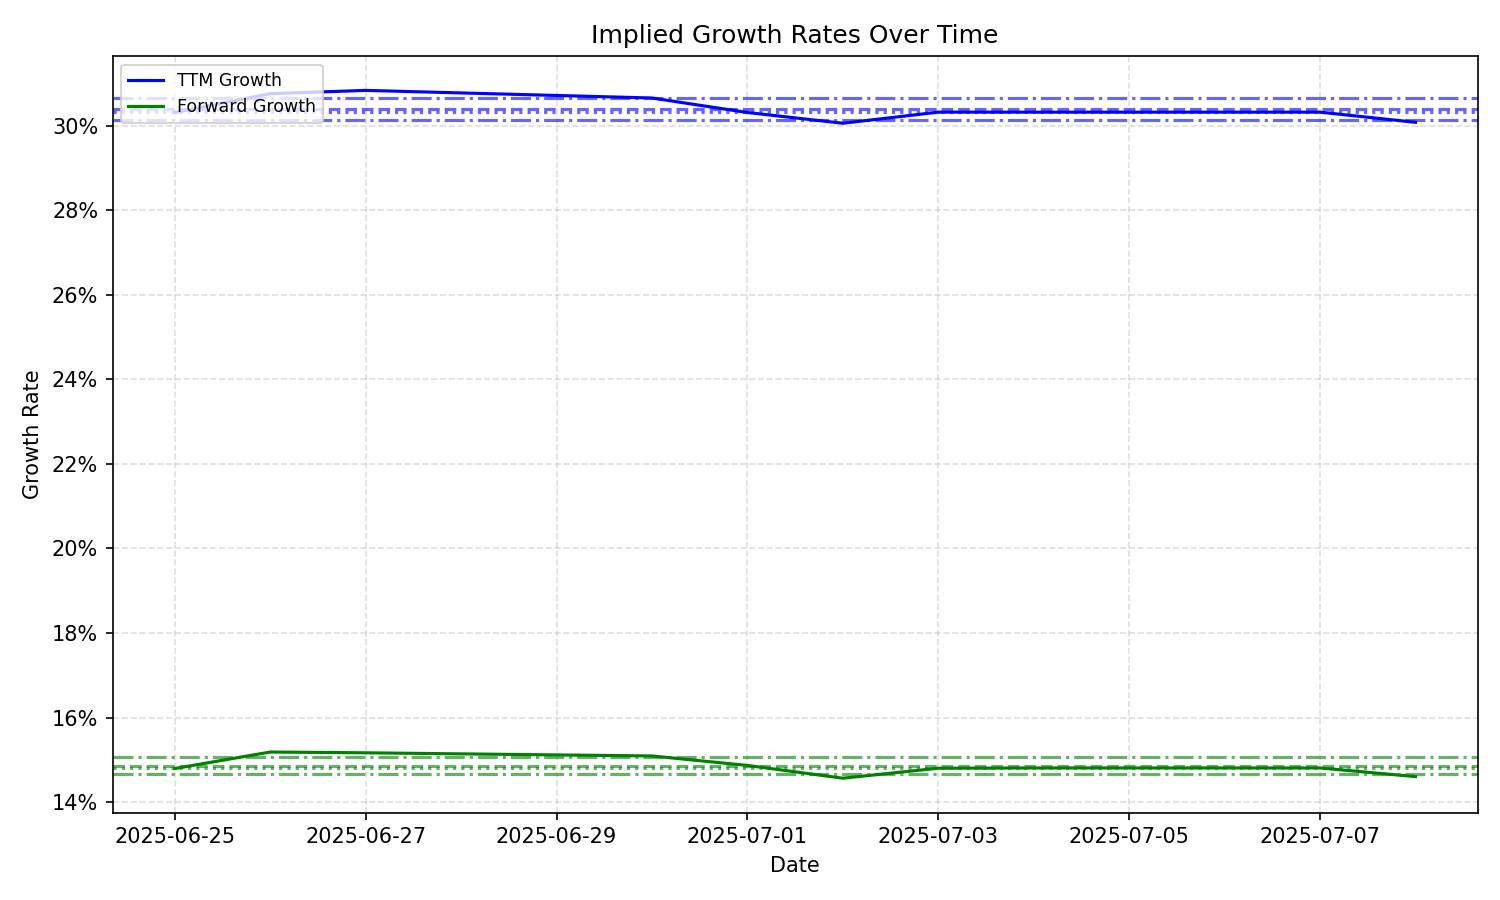 Implied Growth Rates Over Time
TTM Growth
Forward Growth
30%
28%
26%
24%
22%
20%
18%
16%
14%
Growth Rate
2025-06-25 2025-06-27 2025-06-29 2025-07-01 2025-07-03 2025-07-05 2025-07-07
Date